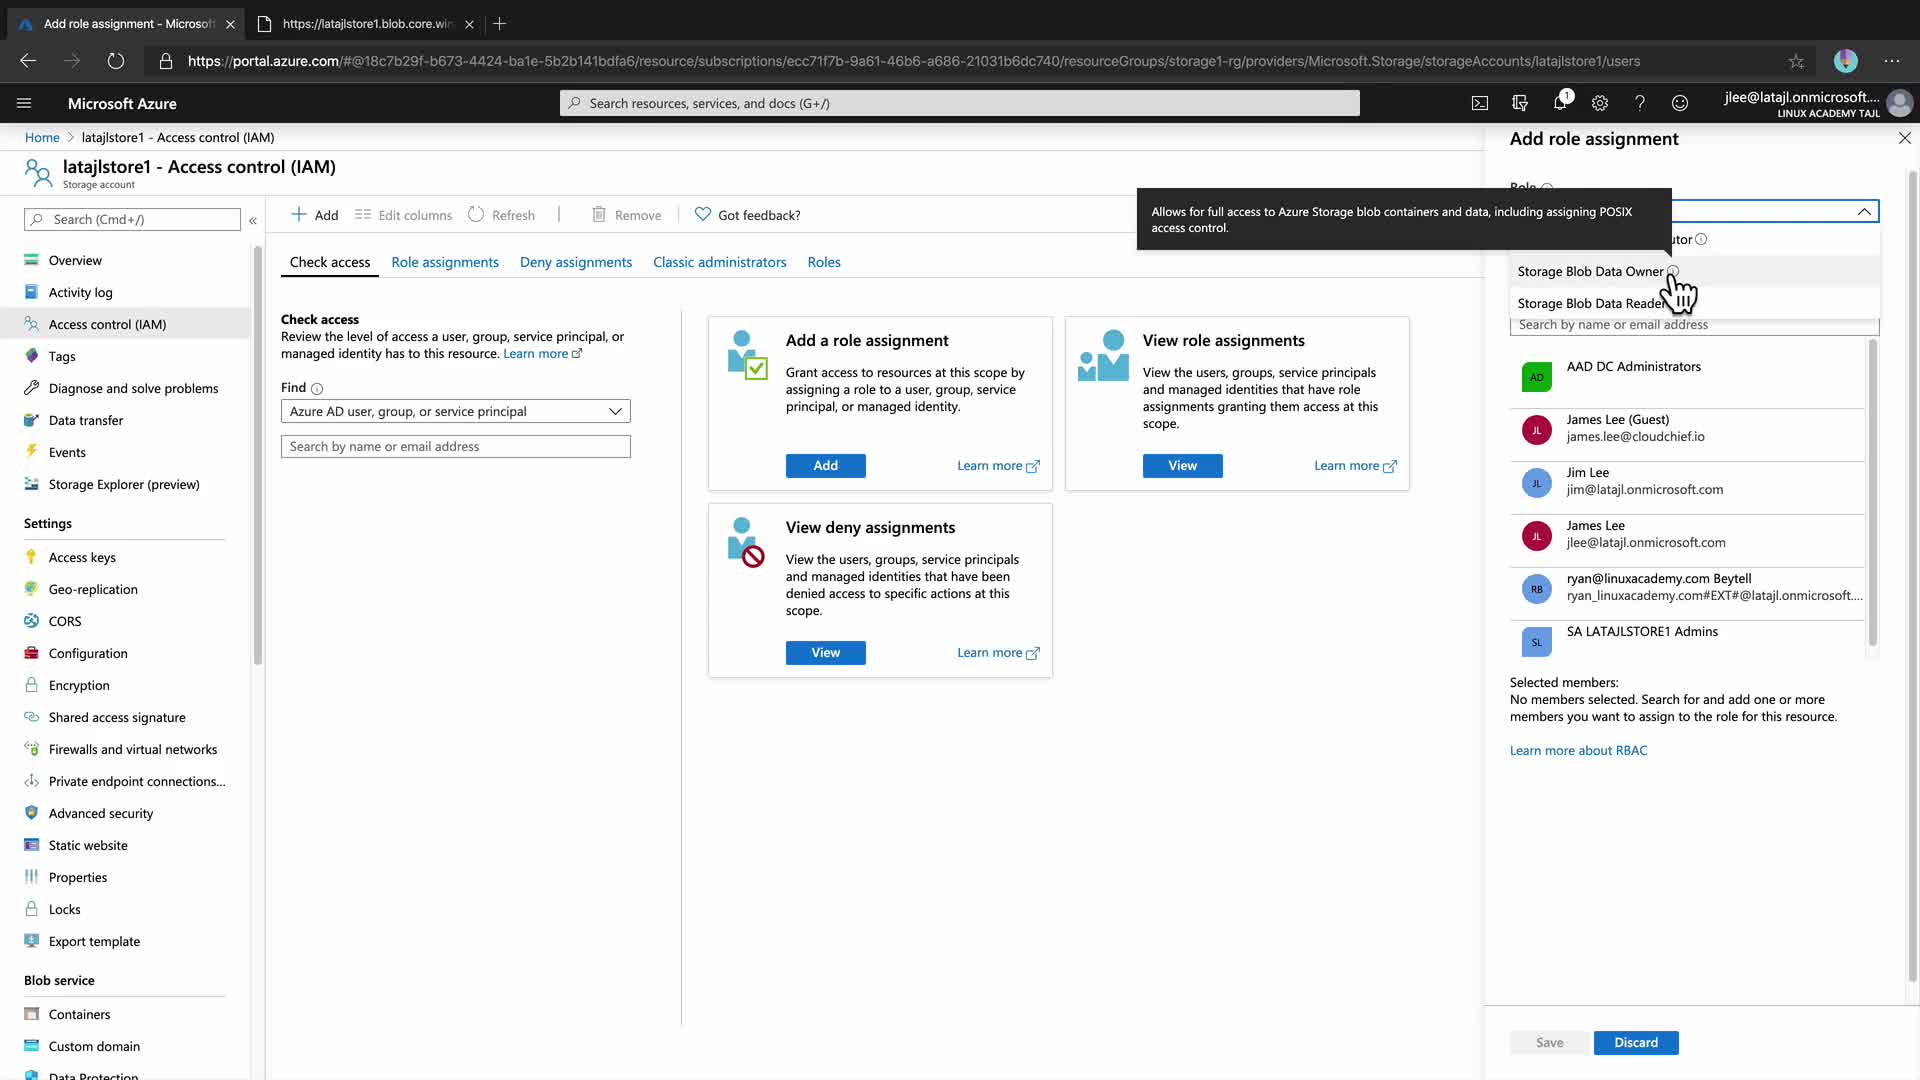 Add role assignment - Microsoft
https://latajlstore1.blob.core.win
https://portal.azure.com/#@18c7b29f-b673-4424-ba1e-5b2b141bdfa6/resource/subscriptions/ecc71f7b-9a61-46b6-a686-21031b6dc740/resourceGroups/storage1-rg/providers/Microsoft.Storage/storageAccounts/latajlstore1/users
Microsoft Azure
Search resources, services, and docs (G+/)
1
jlee@latajl.onmicrosoft....
LINUX ACADEMY TAJL
Home > latajlstore1 - Access control (IAM)
latajlstore1 - Access control (IAM)
Storage account
Search (Cmd+/)
Overview
Activity log
Access control (IAM)
Tags
Diagnose and solve problems
Data transfer
Events
Storage Explorer (preview)
Settings
Access keys
Geo-replication
CORS
Configuration
Encryption
Shared access signature
Firewalls and virtual networks
Private endpoint connections...
Advanced security
Static website
Properties
Locks
Export template
Blob service
Containers
Custom domain
Data Protection
Add
Edit columns
Refresh
Remove
Got feedback?
Check access
Role assignments
Deny assignments
Classic administrators
Roles
Check access
Review the level of access a user, group, service principal, or
managed identity has to this resource. Learn more
Find
Azure AD user, group, or service principal
Search by name or email address
Add a role assignment
Grant access to resources at this scope by
assigning a role to a user, group, service
principal, or managed identity.
Add
Learn more
View role assignments
View the users, groups, service principals
and managed identities that have role
assignments granting them access at this
scope.
View
Learn more
View deny assignments
View the users, groups, service principals
and managed identities that have been
denied access to specific actions at this
scope.
View
Learn more
Add role assignment
Role
Allows for full access to Azure Storage blob containers and data, including assigning POSIX
access control.
utor
Storage Blob Data Owner
Storage Blob Data Reader
Search by name or email address
AD
AAD DC Administrators
JL
James Lee (Guest)
james.lee@cloudchief.io
JL
Jim Lee
jim@latajl.onmicrosoft.com
JL
James Lee
jlee@latajl.onmicrosoft.com
RB
ryan@linuxacademy.com Beytell
ryan_linuxacademy.com#EXT#@latajl.onmicrosoft....
SL
SA LATAJLSTORE1 Admins
Selected members:
No members selected. Search for and add one or more
members you want to assign to the role for this resource.
Learn more about RBAC
Save
Discard